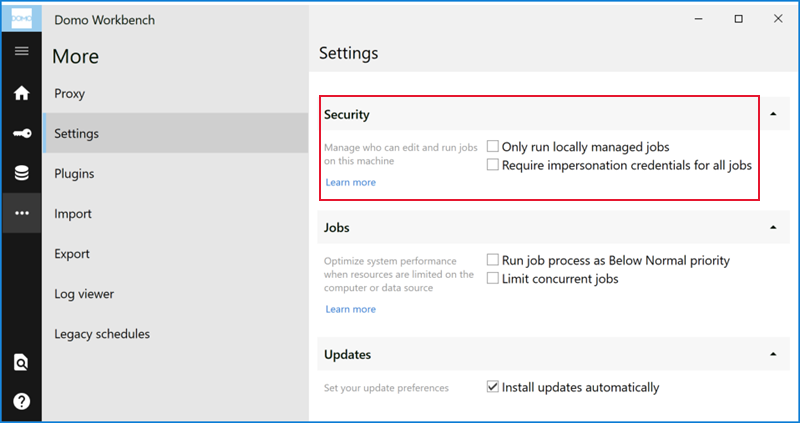 DOMO
Domo Workbench
More
Proxy
Settings
Plugins
Import
Export
Log viewer
Legacy schedules
Settings
Security
Manage who can edit and run jobs
on this machine
Learn more
Only run locally managed jobs
Require impersonation credentials for all jobs
Jobs
Optimize system performance
when resources are limited on the
computer or data source
Learn more
Run job process as Below Normal priority
Limit concurrent jobs
Updates
Set your update preferences
Install updates automatically